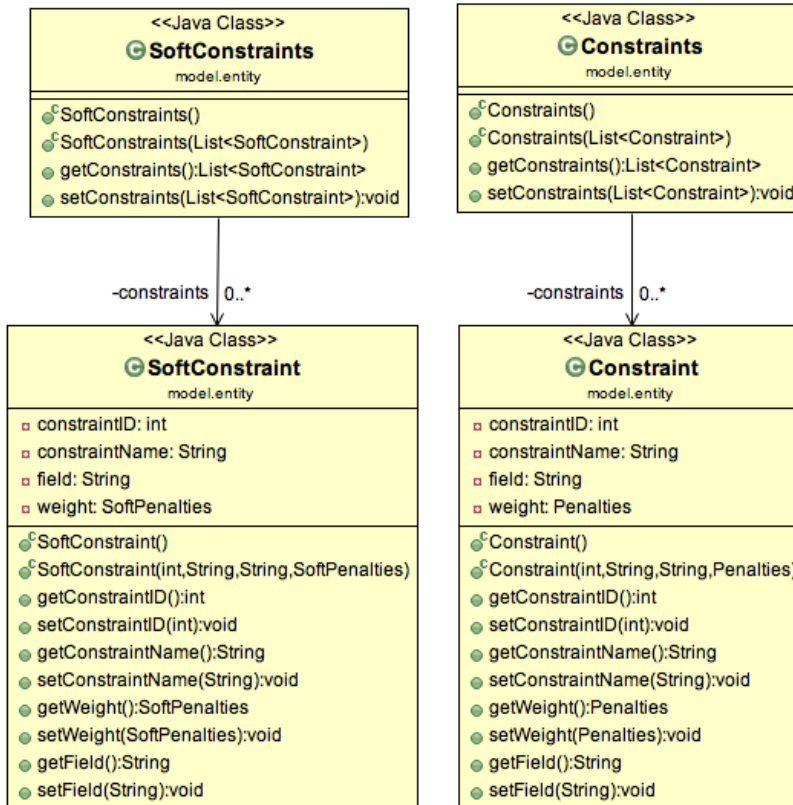 <<Java Class>>
C SoftConstraints
model.entity
C SoftConstraints()
C SoftConstraints(List<SoftConstraint>)
getConstraints():List<SoftConstraint>
setConstraints(List<SoftConstraint>):void
-constraints 0..*
<<Java Class>>
C SoftConstraint
model.entity
constraintID: int
constraintName: String
field: String
weight: SoftPenalties
C SoftConstraint()
C SoftConstraint(int,String,String,SoftPenalties)
getConstraintID():int
setConstraintID(int):void
getConstraintName():String
setConstraintName(String):void
getWeight():SoftPenalties
setWeight(SoftPenalties):void
getField():String
setField(String):void
<<Java Class>>
C Constraints
model.entity
C Constraints()
C Constraints(List<Constraint>)
getConstraints():List<Constraint>
setConstraints(List<Constraint>):void
-constraints 0..*
<<Java Class>>
C Constraint
model.entity
constraintID: int
constraintName: String
field: String
weight: Penalties
C Constraint()
C Constraint(int,String,String,Penalties)
getConstraintID():int
setConstraintID(int):void
getConstraintName():String
setConstraintName(String):void
getWeight():Penalties
setWeight(Penalties):void
getField():String
setField(String):void